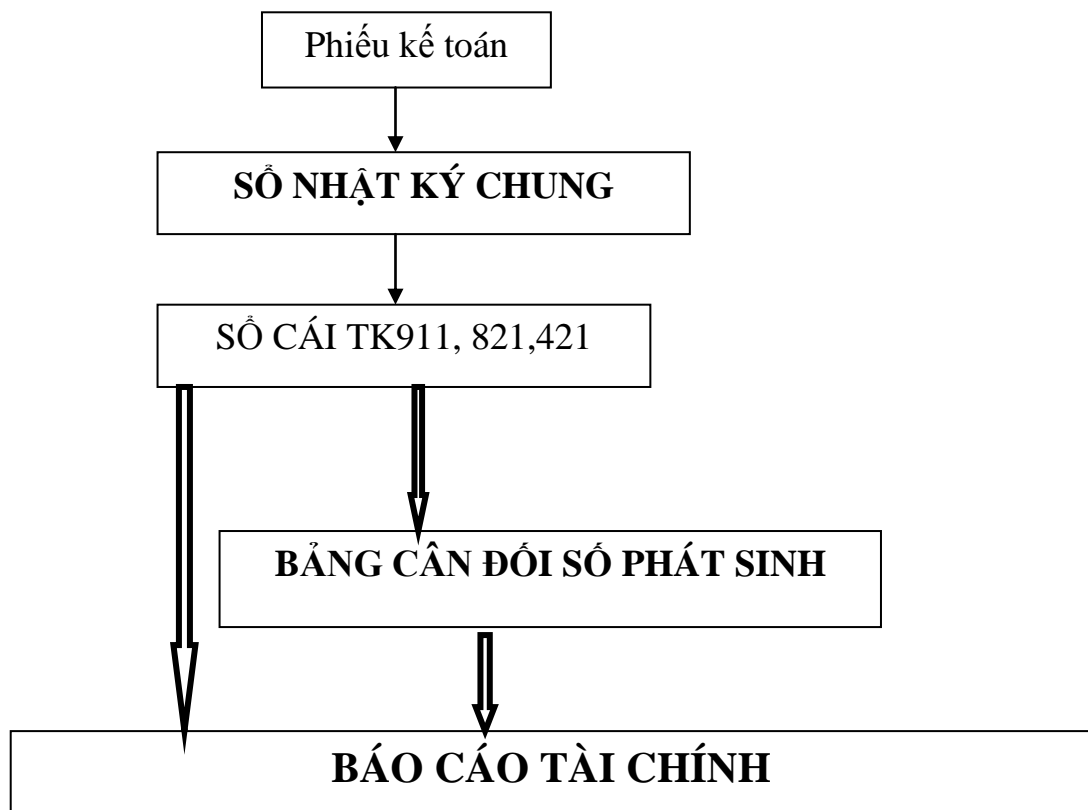 Phiếu kế toán
SỔ NHẬT KÝ CHUNG
SỔ CÁI TK911, 821,421
BẢNG CÂN ĐỐI SỐ PHÁT SINH
BÁO CÁO TÀI CHÍNH